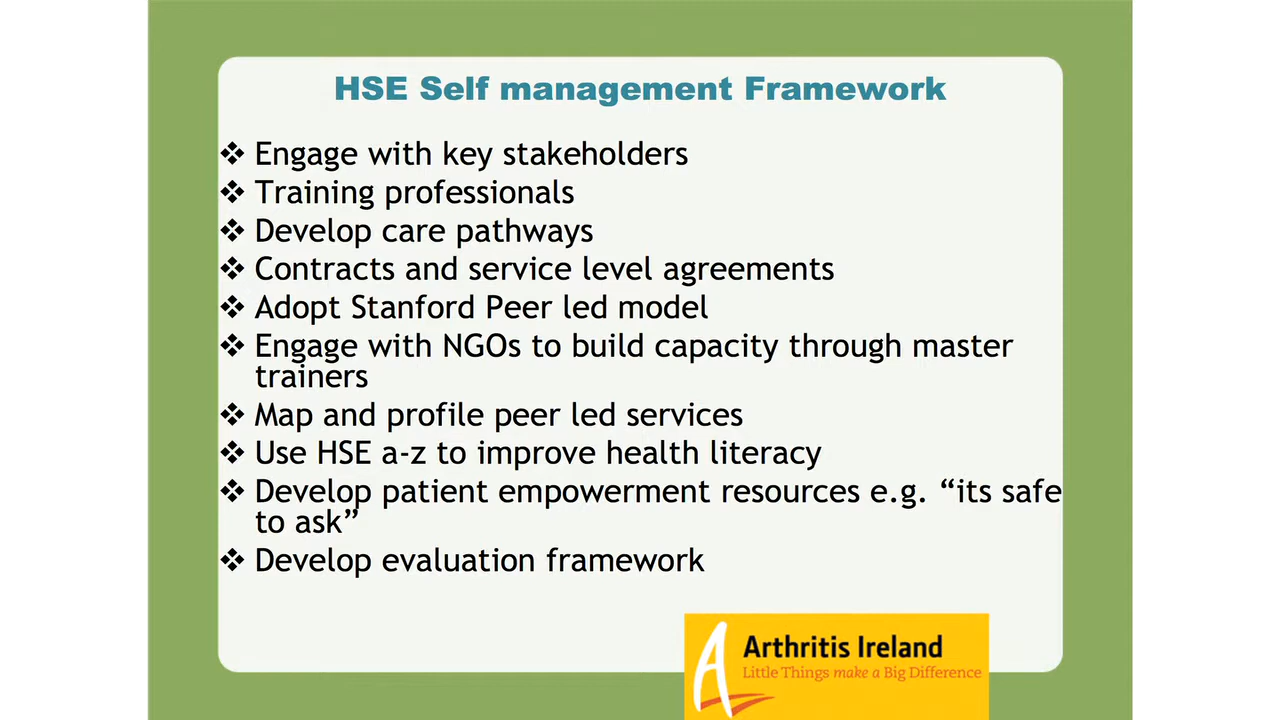 HSE Self management Framework
❖ Engage with key stakeholders
❖ Training professionals
❖ Develop care pathways
❖ Contracts and service level agreements
❖ Adopt Stanford Peer led model
❖ Engage with NGOs to build capacity through master
trainers
❖ Map and profile peer led services
❖ Use HSE a-z to improve health literacy
❖ Develop patient empowerment resources e.g. “its safe
to ask”
❖ Develop evaluation framework
Arthritis Ireland
Little Things make a Big Difference